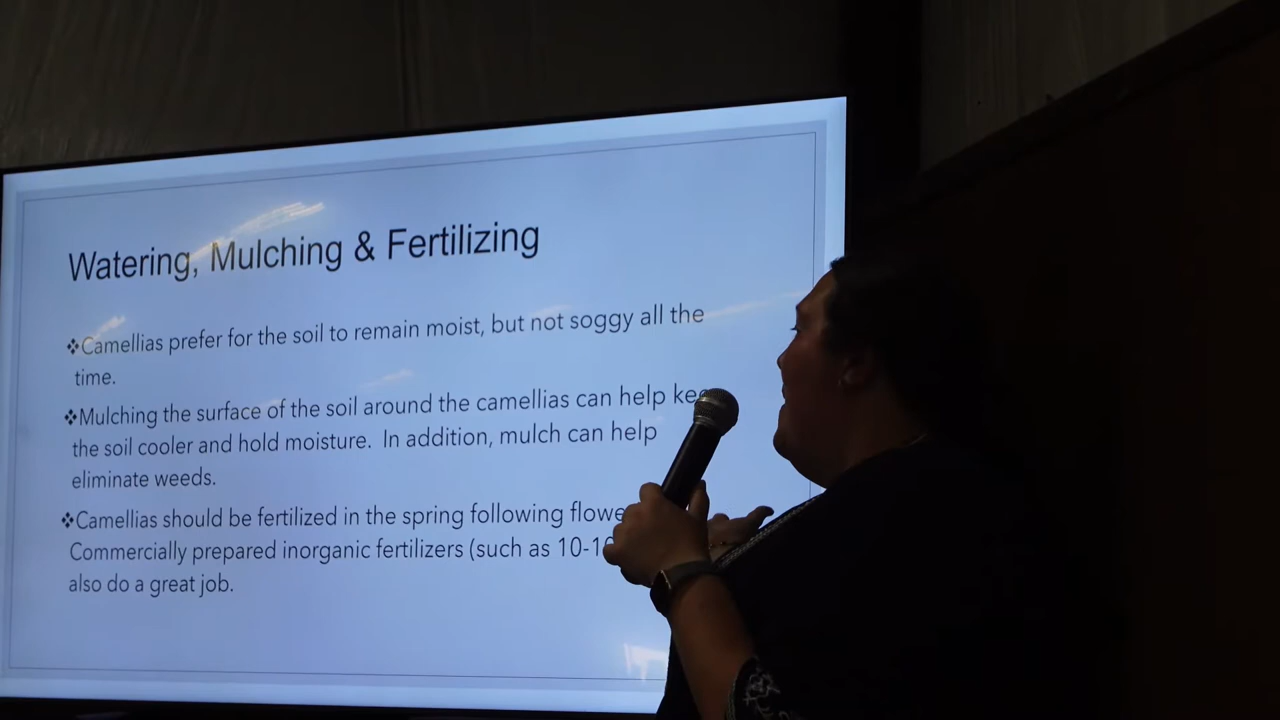 Watering, Mulching & Fertilizing
❖Camellias prefer for the soil to remain moist, but not soggy all the
time.
❖Mulching the surface of the soil around the camellias can help
the soil cooler and hold moisture. In addition, mulch can help
eliminate weeds.
❖Camellias should be fertilized in the spring following
Commercially prepared inorganic fertilizers (such as
also do a great job.